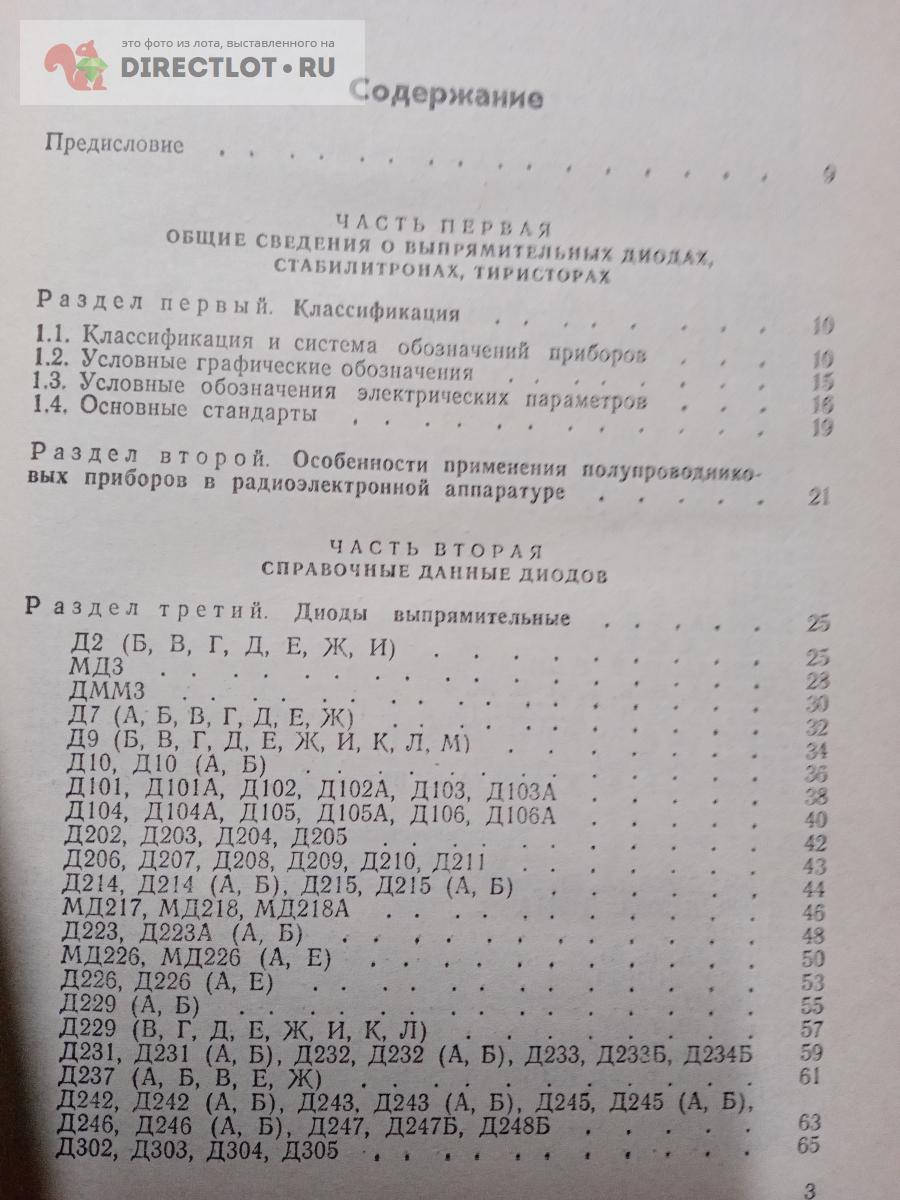 это фото из лота, выставленного на
DIRECTLOT.RU
Содержание
Предисловие . . . . . . . . . . . . . . . 9
ЧАСТЬ ПЕРВАЯ
ОБЩИЕ СВЕДЕНИЯ О ВЫПРЯМИТЕЛЬНЫХ ДИОДАХ,
СТАБИЛИТРОНАХ, ТИРИСТОРАХ
Раздел первый. Классификация . . . . . . . . 10
1.1. Классификация и система обозначений приборов . . . 10
1.2. Условные графические обозначения . . . . . . . 15
1.3. Условные обозначения электрических параметров . . . 16
1.4. Основные стандарты . . . . . . . . . . . 19
Раздел второй. Особенности применения полупроводнико-
вых приборов в радиоэлектронной аппаратуре . . . . . 21
ЧАСТЬ ВТОРАЯ
СПРАВОЧНЫЕ ДАННЫЕ ДИОДОВ
Раздел третий. Диоды выпрямительные . . . . . 25
Д2 (Б, В, Г, Д, Е, Ж, И) . . . . . . . . . 25
МД3 . . . . . . . . . . . . . . . . 28
ДММ3 . . . . . . . . . . . . . . . . 30
Д7 (А, Б, В, Г, Д, Е, Ж) . . . . . . . . . . 32
Д9 (Б, В, Г, Д, Е, Ж, И, К, Л, М) . . . . . . . 34
Д10, Д10 (А, Б) . . . . . . . . . . . . . 36
Д101, Д101А, Д102, Д102А, Д103, Д103А . . . . . 38
Д104, Д104А, Д105, Д105А, Д106, Д106А . . . . . 40
Д202, Д203, Д204, Д205 . . . . . . . . . . 42
Д206, Д207, Д208, Д209, Д210, Д211 . . . . . . . 43
Д214, Д214 (А, Б), Д215, Д215 (А, Б) . . . . . . 44
МД217, МД218, МД218А . . . . . . . . . . 46
Д223, Д223А (А, Б) . . . . . . . . . . . . 48
МД226, МД226 (А, Е) . . . . . . . . . . . 50
Д226, Д226 (А, Е) . . . . . . . . . . . . 53
Д229 (А, Б) . . . . . . . . . . . . . . 55
Д229 (В, Г, Д, Е, Ж, И, К, Л) . . . . . . . . 57
Д231, Д231 (А, Б), Д232, Д232 (А, Б), Д233, Д233Б, Д234Б 59
Д237 (А, Б, В, Е, Ж) . . . . . . . . . . . 61
Д242, Д242 (А, Б), Д243, Д243 (А, Б), Д245, Д245 (А, Б),
Д246, Д246 (А, Б), Д247, Д247Б, Д248Б . . . . . 63
Д302, Д303, Д304, Д305 . . . . . . . . . . . 65
3